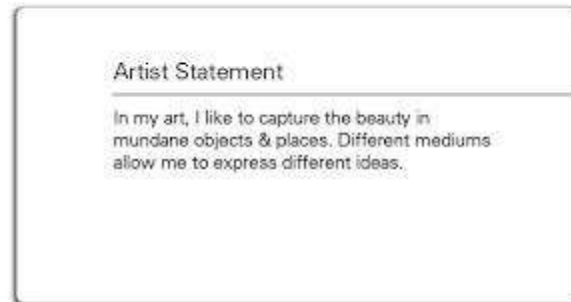 Artist Statement
In my art, I like to capture the beauty in
mundane objects & places. Different mediums
allow me to express different ideas.